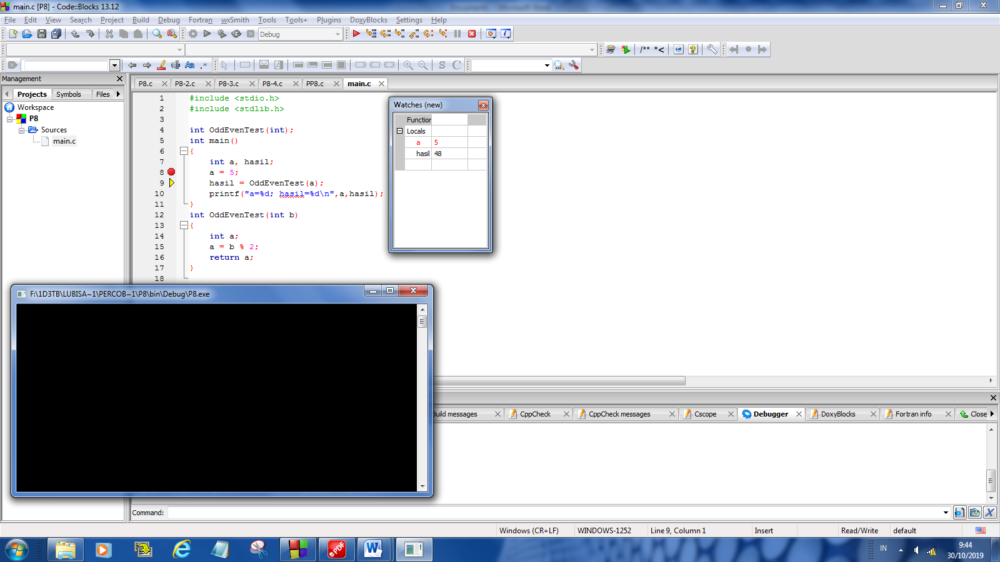 main.c [P8] - Code::Blocks 13.12
File Edit View Search Project Build Debug Fortran wxSmith Tools Tools+ Plugins DoxyBlocks Settings Help
Debug
/** *<
Aa .*
S C
Management
Projects Symbols Files
Workspace
P8
Sources
main.c
P8.c P8-2.c P8-3.c P8-4.c PP8.c main.c
1 #include <stdio.h>
2 #include <stdlib.h>
3
4 int OddEvenTest(int);
5 int main()
6 {
7 int a, hasil;
8 a = 5;
9 hasil = OddEvenTest(a);
10 printf("a=%d; hasil=%d\n",a,hasil);
11 }
12 int OddEvenTest(int b)
13 {
14 int a;
15 a = b % 2;
16 return a;
17 }
18
Watches (new)
Function
Locals
a 5
hasil 48
F:\1D3TB\LUBISA~1\PERCOB~1\P8\bin\Debug\P8.exe
Build messages CppCheck CppCheck messages Cscope Debugger DoxyBlocks Fortran info Close
Command:
Windows (CR+LF) WINDOWS-1252 Line 9, Column 1 Insert Read/Write default
PDF
W
IN
9:44
30/10/2019